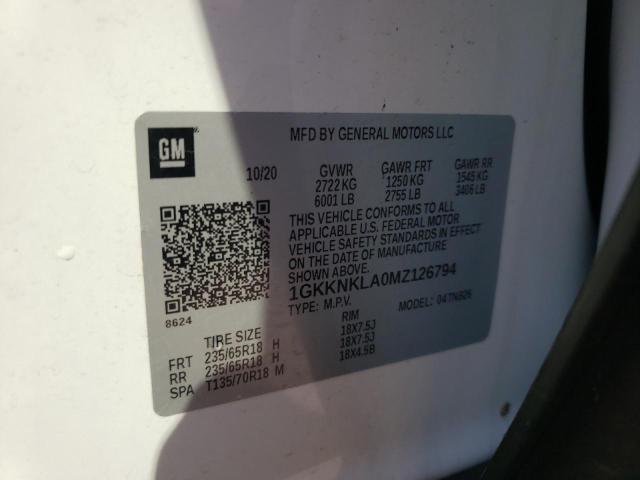 GM
MFD BY GENERAL MOTORS LLC
10/20
GVWR GAWR FRT GAWR RR
2722 KG 1250 KG 1545 KG
6001 LB 2755 LB 3406 LB
THIS VEHICLE CONFORMS TO ALL
APPLICABLE U.S. FEDERAL MOTOR
VEHICLE SAFETY STANDARDS IN EFFECT
ON THE DATE OF MANUFACTURE
SHOWN ABOVE.
1GKKNKLA0MZ126794
TYPE: M.P.V. MODEL: 04TNB26
8624
TIRE SIZE RIM
FRT 235/65R18 H 18X7.5J
RR 235/65R18 H 18X7.5J
SPA T135/70R18 M 18X4.5B